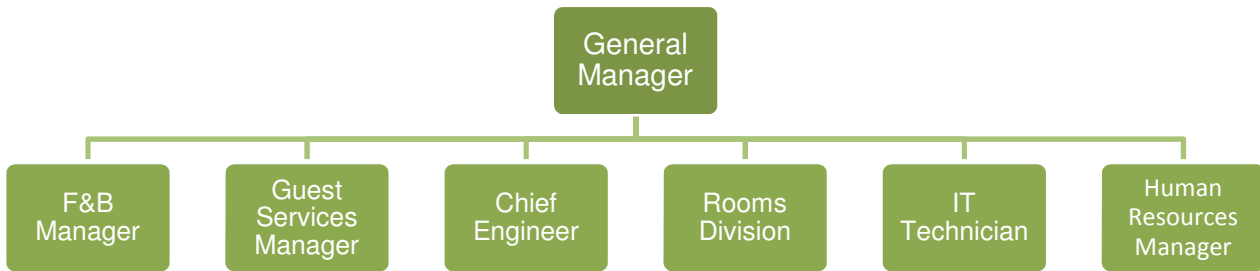 General
Manager
F&B
Manager
Guest
Services
Manager
Chief
Engineer
Rooms
Division
IT
Technician
Human
Resources
Manager